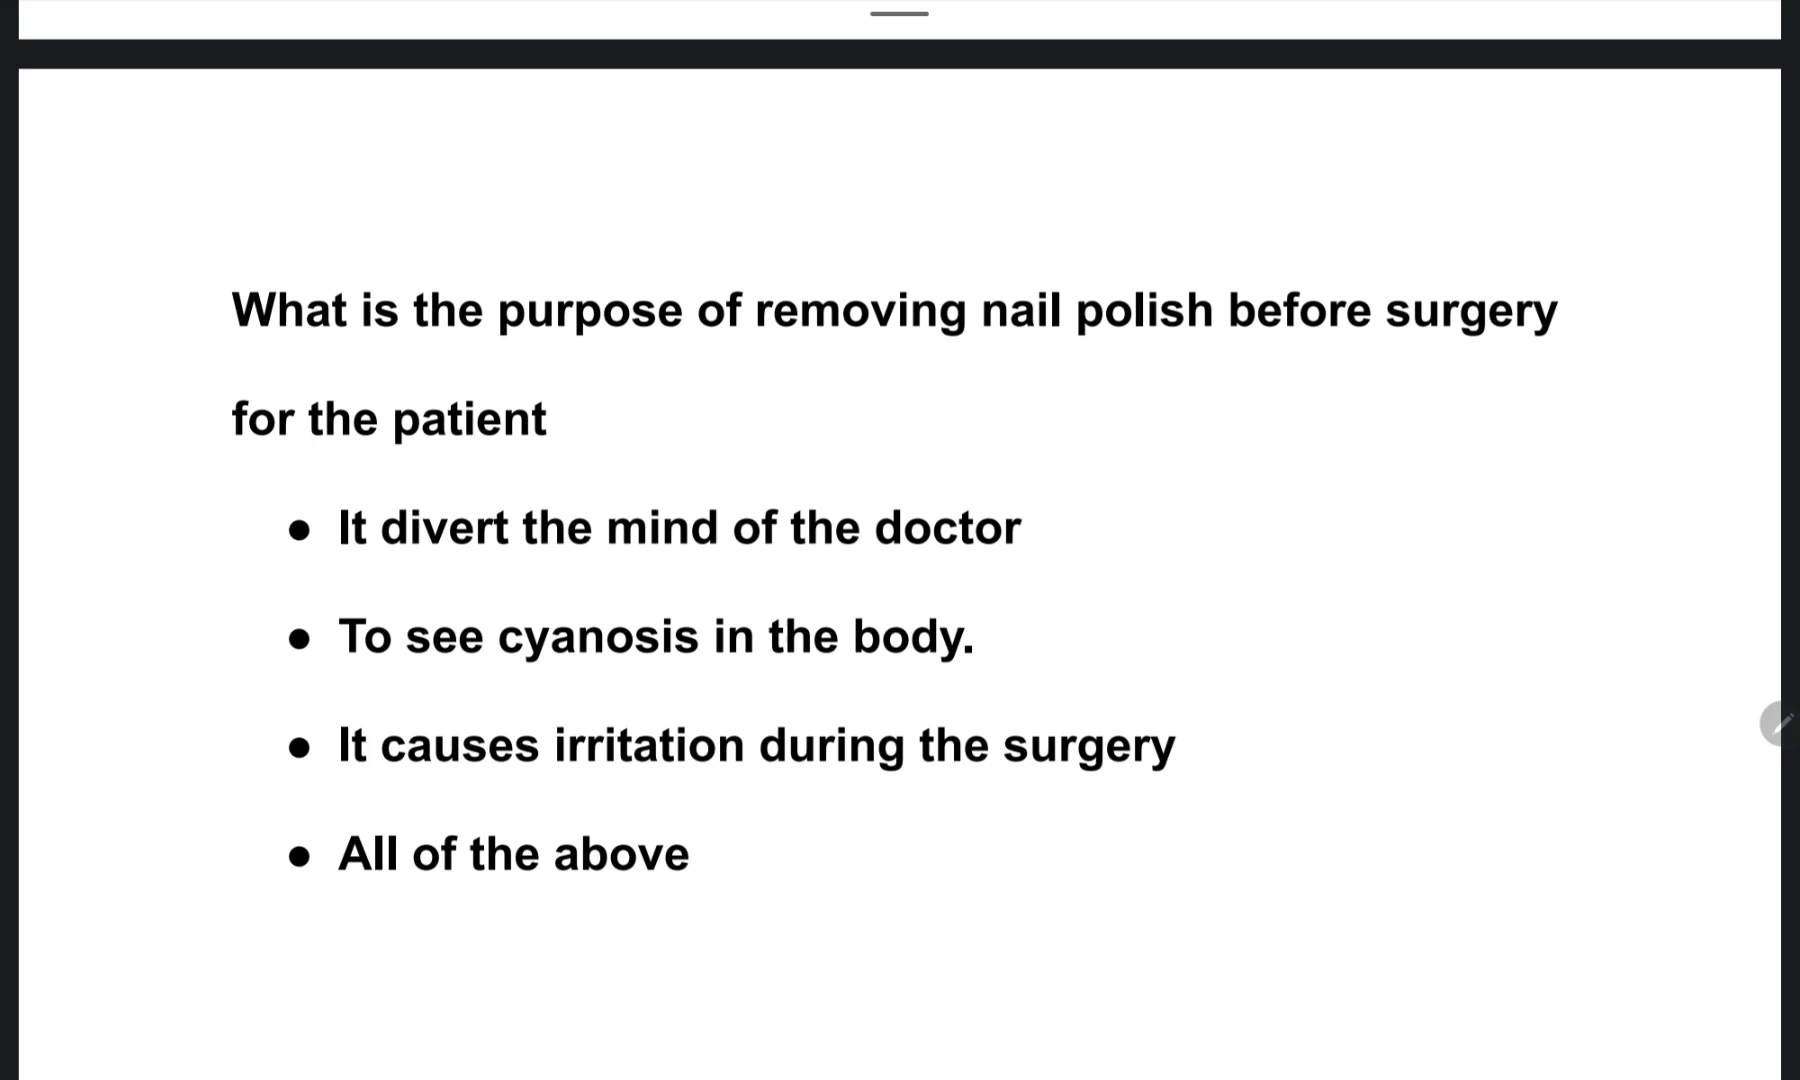 What is the purpose of removing nail polish before surgery
for the patient
● It divert the mind of the doctor
● To see cyanosis in the body.
● It causes irritation during the surgery
● All of the above